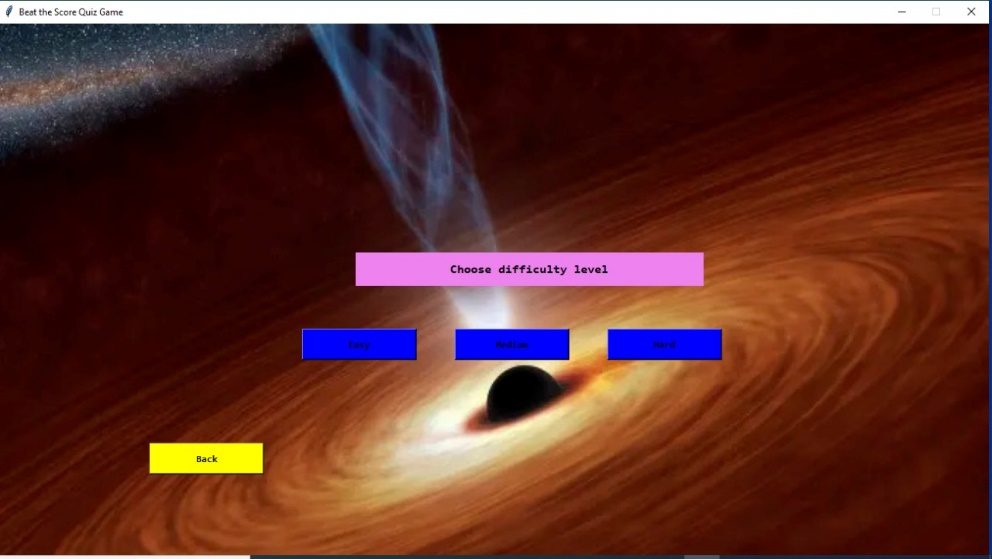 Beat the Score Quiz Game
Choose difficulty level
Easy
Medium
Hard
Back